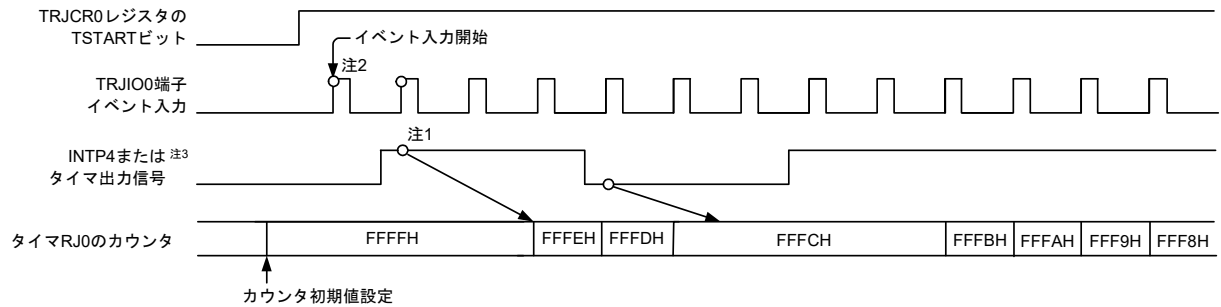 TRJCR0レジスタの
TSTARTビット
イベント入力開始
注2
TRJIO0端子
イベント入力
注1
INTP4または 注3
タイマ出力信号
タイマRJ0のカウンタ
FFFFH
FFFEH
FFFDH
FFFCH
FFFBH
FFFAH
FFF9H
FFF8H
カウンタ初期値設定